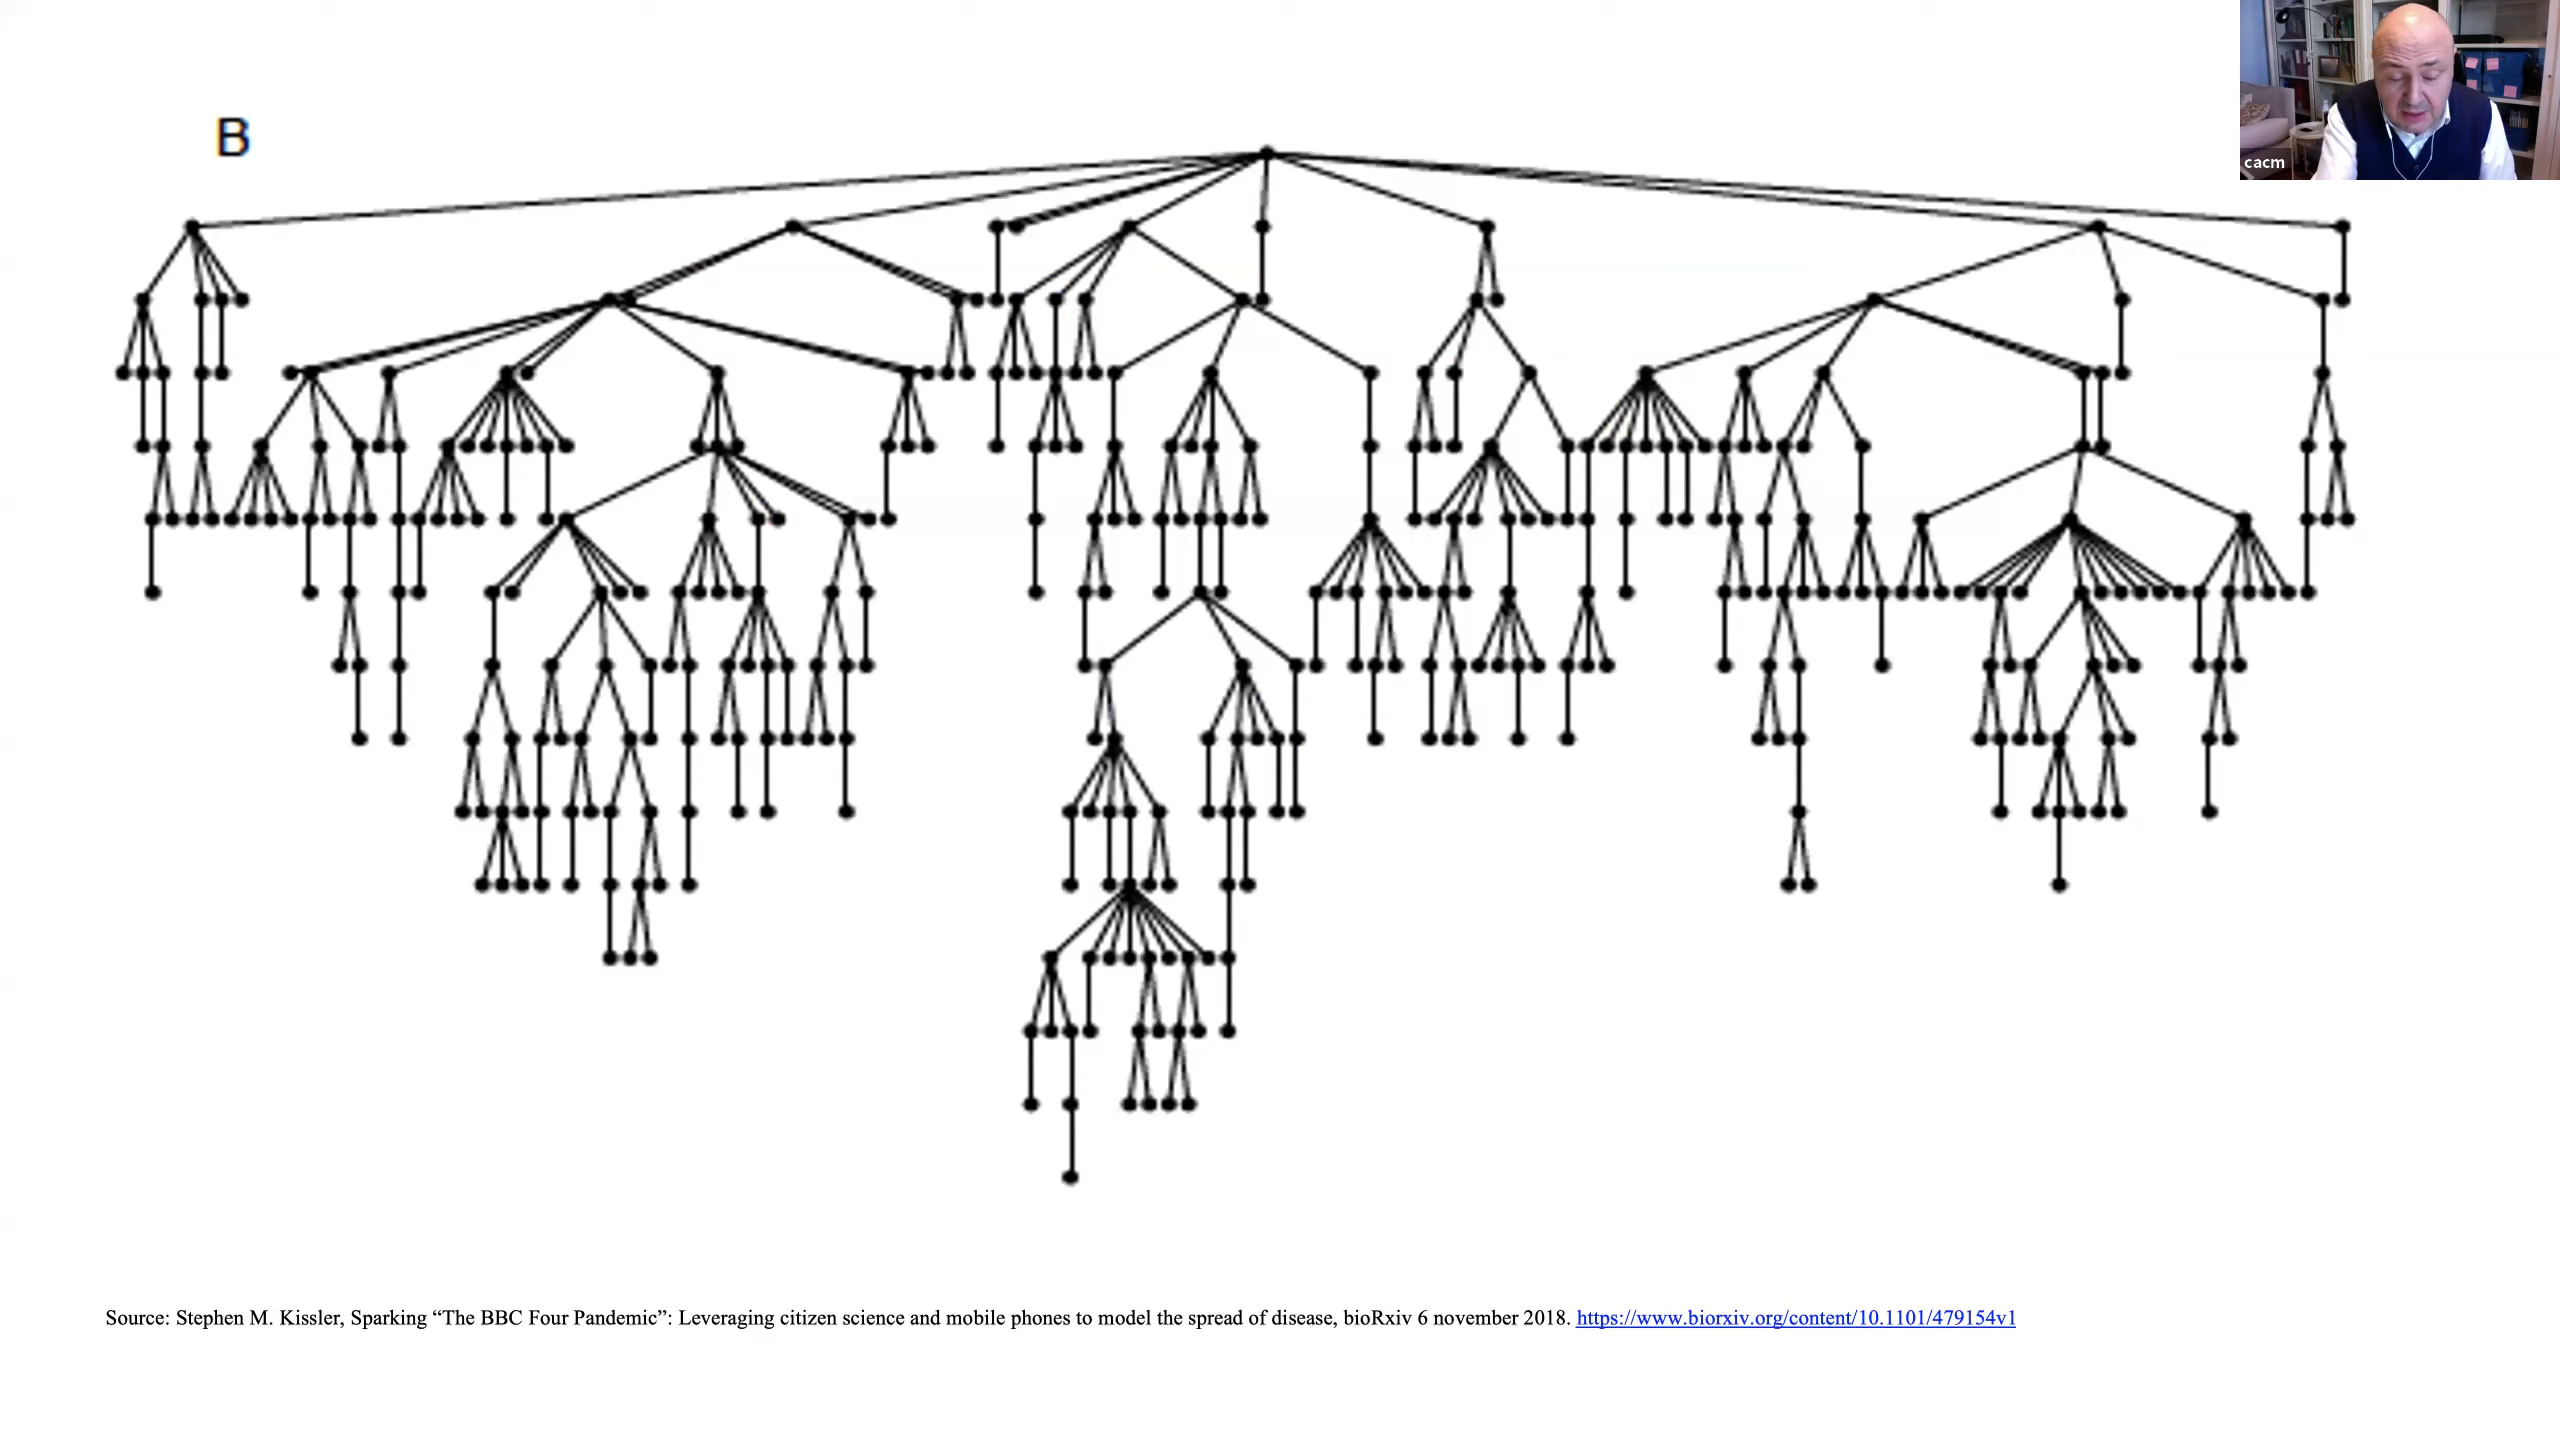 B
cacm
Source: Stephen M. Kissler, Sparking “The BBC Four Pandemic”: Leveraging citizen science and mobile phones to model the spread of disease, bioRxiv 6 november 2018. https://www.biorxiv.org/content/10.1101/479154v1